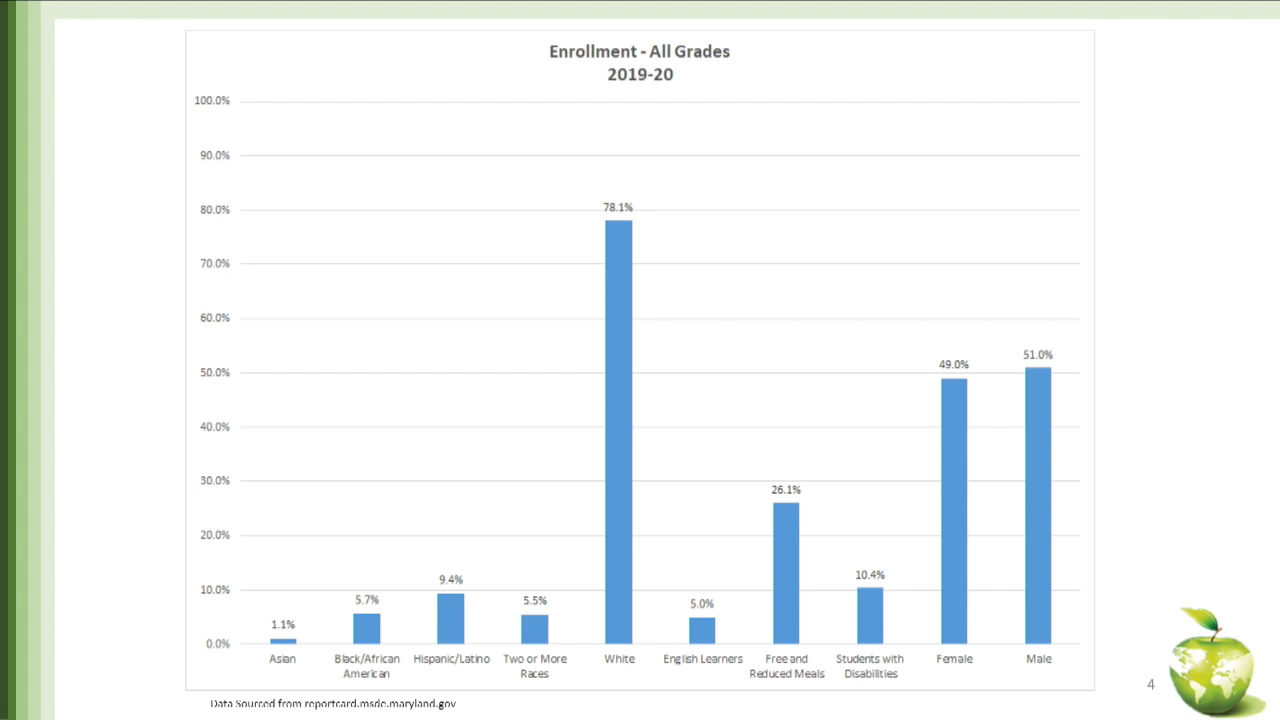 Enrollment - All Grades
2019-20
100.0%
90.0%
80.0%
70.0%
60.0%
50.0%
40.0%
30.0%
20.0%
10.0%
0.0%
1.1%
5.7%
9.4%
5.5%
78.1%
5.0%
26.1%
10.4%
49.0%
51.0%
Asian
Black/African
American
Hispanic/Latino
Two or More
Races
White
English Learners
Free and
Reduced Meals
Students with
Disabilities
Female
Male
Data Sourced from reportcard.msde.maryland.gov
4